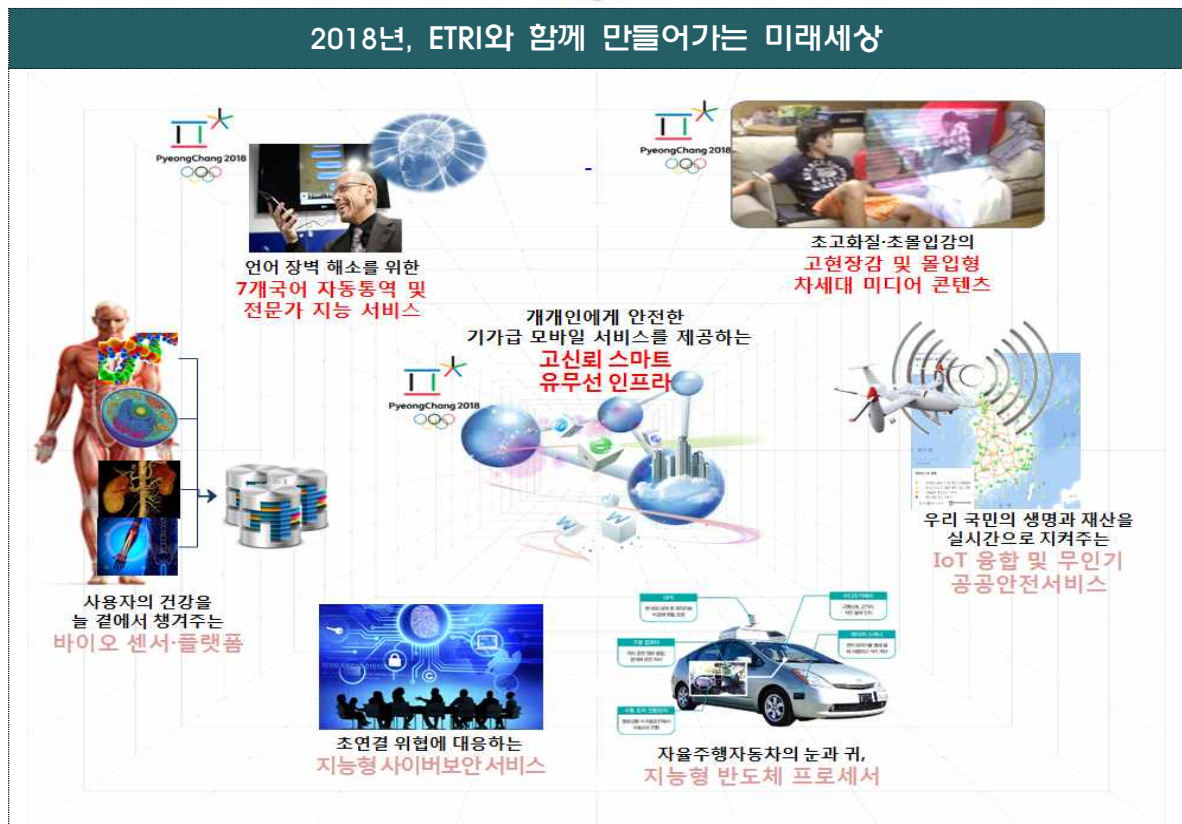 2018년, ETRI와 함께 만들어가는 미래세상
PyeongChang 2018
언어 장벽 해소를 위한
7개국어 자동통역 및
전문가 지능 서비스
PyeongChang 2018
초고화질·초몰입감의
고현장감 및 몰입형
차세대 미디어 콘텐츠
개개인에게 안전한
기가급 모바일 서비스를 제공하는
고신뢰 스마트
유무선 인프라
PyeongChang 2018
우리 국민의 생명과 재산을
실시간으로 지켜주는
IoT 융합 및 무인기
공공안전서비스
사용자의 건강을
늘 곁에서 챙겨주는
바이오 센서·플랫폼
초연결 위협에 대응하는
지능형 사이버보안 서비스
자율주행자동차의 눈과 귀,
지능형 반도체 프로세서